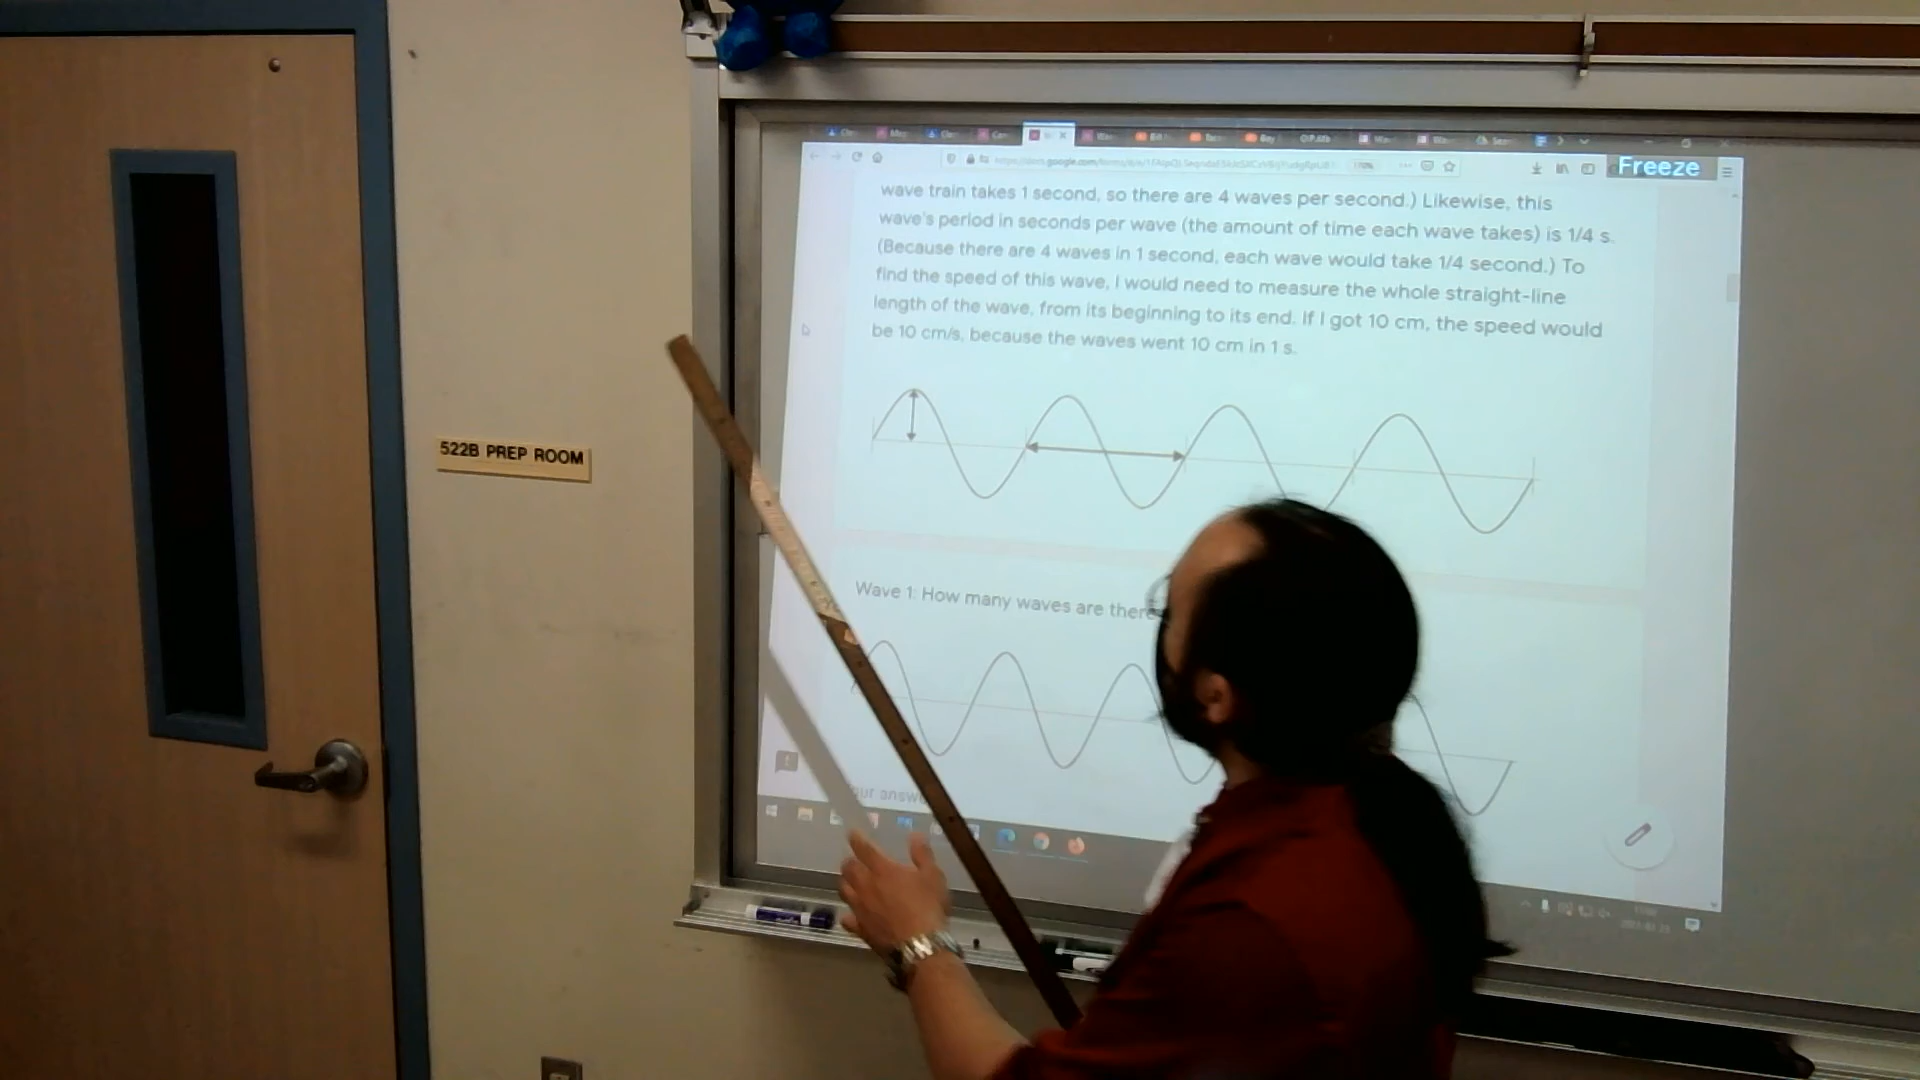 Freeze
wave train takes 1 second, so there are 4 waves per second.) Likewise, this
wave's period in seconds per wave (the amount of time each wave takes) is 1/4 s.
(Because there are 4 waves in 1 second, each wave would take 1/4 second.) To
find the speed of this wave, I would need to measure the whole straight-line
length of the wave, from its beginning to its end. If I got 10 cm, the speed would
be 10 cm/s, because the waves went 10 cm in 1 s.
522B PREP ROOM
Wave 1: How many waves are there